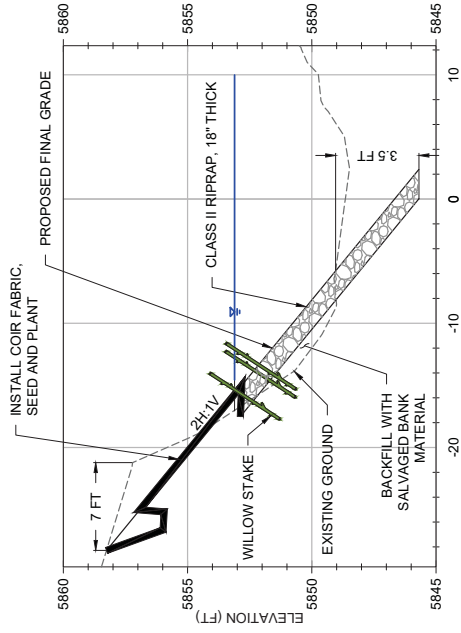 INSTALL COIR FABRIC,
SEED AND PLANT
PROPOSED FINAL GRADE
CLASS II RIPRAP, 18" THICK
7 FT
2H:1V
3.5 FT
WILLOW STAKE
EXISTING GROUND
BACKFILL WITH
SALVAGED BANK
MATERIAL
ELEVATION (FT)
5860
5855
5850
5845
5860
5855
5850
5845
-20
-10
0
10